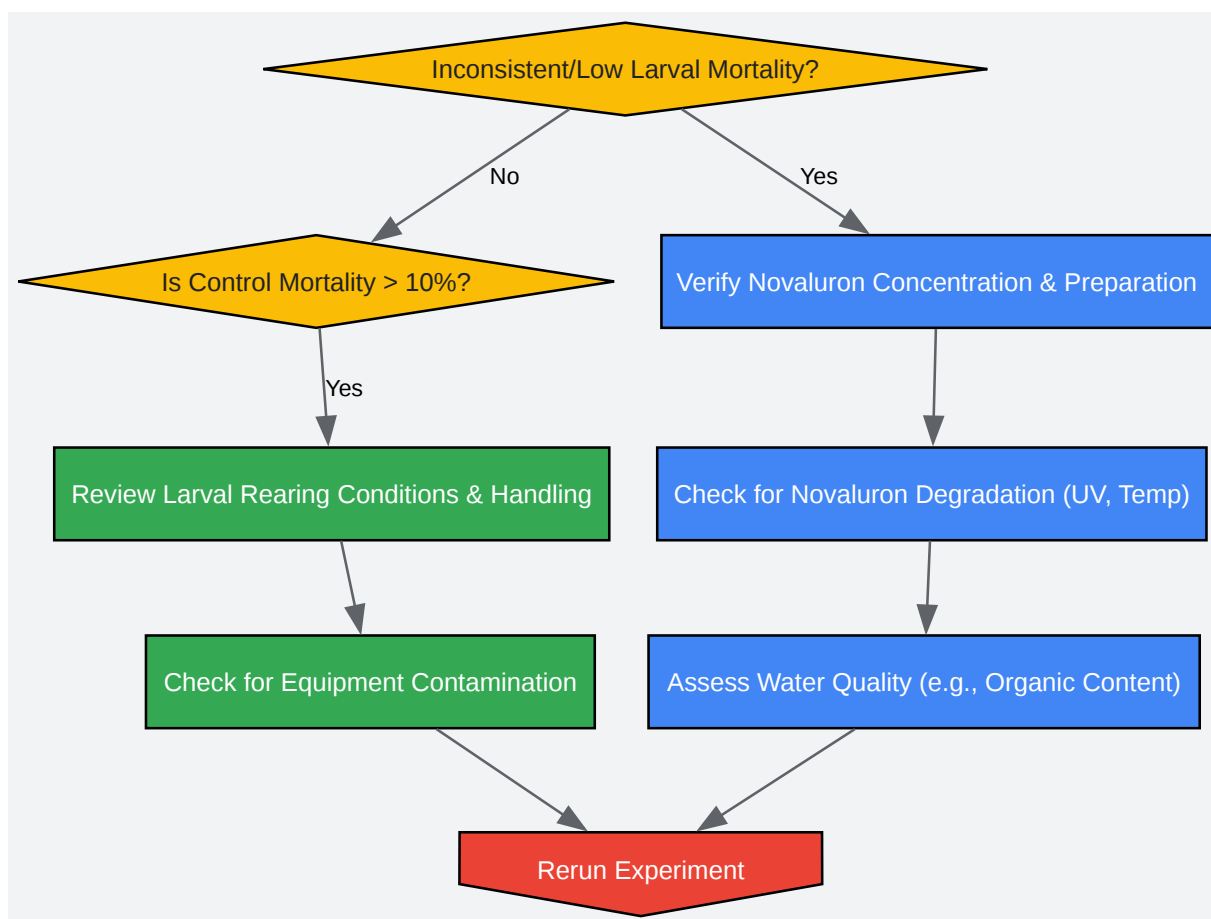 Inconsistent/Low Larval Mortality?
No
Yes
Is Control Mortality > 10%?
Verify Novaluron Concentration & Preparation
Yes
Review Larval Rearing Conditions & Handling
Check for Novaluron Degradation (UV, Temp)
Check for Equipment Contamination
Assess Water Quality (e.g., Organic Content)
Rerun Experiment